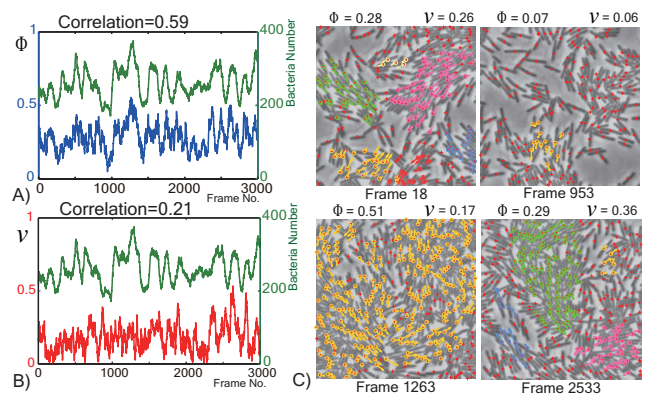 Correlation=0.59
1
Φ
0.5
0
400
200
0
Bacteria Number
0 1000 2000 3000
Frame No.
A)
Correlation=0.21
1
ν
0.5
0
400
200
0
Bacteria Number
0 1000 2000 3000
Frame No.
B)
Φ = 0.28 ν = 0.26
Frame 18
Φ = 0.07 ν = 0.06
Frame 953
Φ = 0.51 ν = 0.17
Frame 1263
Φ = 0.29 ν = 0.36
Frame 2533
C)